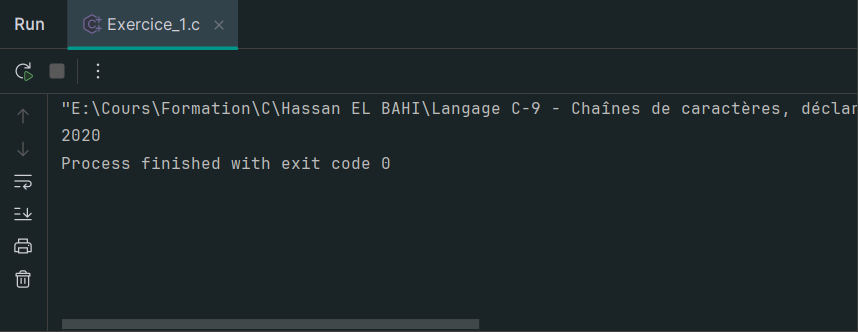 Run Exercice_1.c
"E:\Cours\Formation\C\Hassan EL BAHI\Langage C-9 - Chaînes de caractères, déclar
2020
Process finished with exit code 0